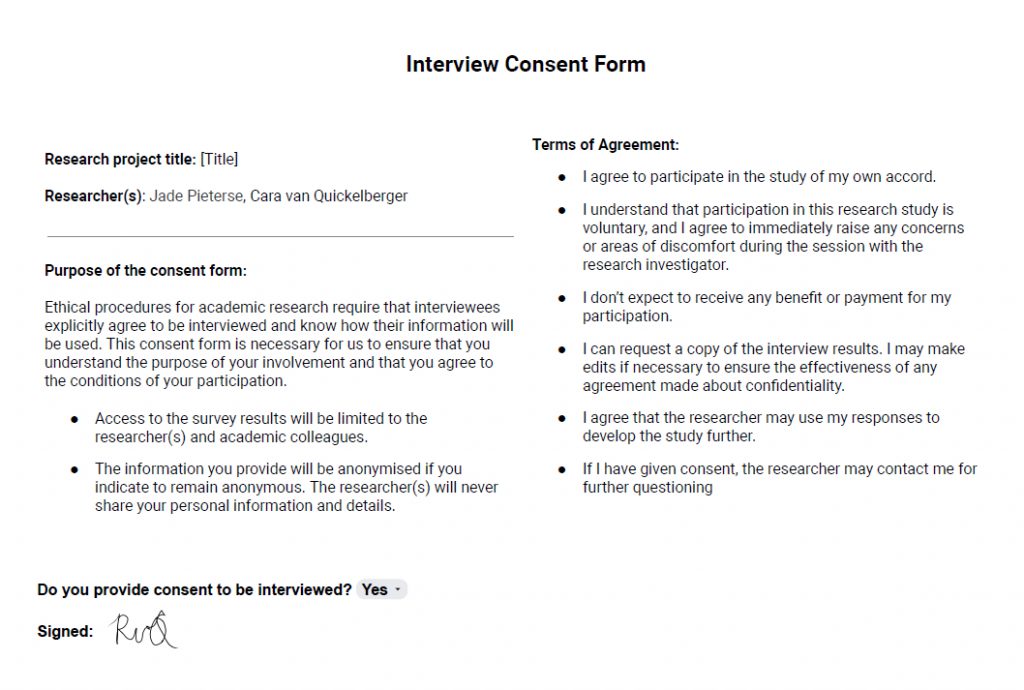 Interview Consent Form
Research project title: [Title]
Researcher(s): Jade Pieterse, Cara van Quickelberger
Purpose of the consent form:
Ethical procedures for academic research require that interviewees
explicitly agree to be interviewed and know how their information will
be used. This consent form is necessary for us to ensure that you
understand the purpose of your involvement and that you agree to
the conditions of your participation.
● Access to the survey results will be limited to the
researcher(s) and academic colleagues.
● The information you provide will be anonymised if you
indicate to remain anonymous. The researcher(s) will never
share your personal information and details.
Terms of Agreement:
● I agree to participate in the study of my own accord.
● I understand that participation in this research study is
voluntary, and I agree to immediately raise any concerns
or areas of discomfort during the session with the
research investigator.
● I don't expect to receive any benefit or payment for my
participation.
● I can request a copy of the interview results. I may make
edits if necessary to ensure the effectiveness of any
agreement made about confidentiality.
● I agree that the researcher may use my responses to
develop the study further.
● If I have given consent, the researcher may contact me for
further questioning
Do you provide consent to be interviewed? Yes
Signed: